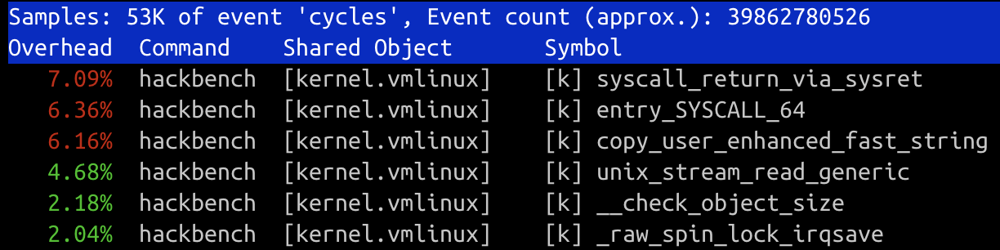 Samples: 53K of event 'cycles', Event count (approx.): 39862780526
Overhead  Command    Shared Object       Symbol
7.09%  hackbench  [kernel.vmlinux]    [k] syscall_return_via_sysret
6.36%  hackbench  [kernel.vmlinux]    [k] entry_SYSCALL_64
6.16%  hackbench  [kernel.vmlinux]    [k] copy_user_enhanced_fast_string
4.68%  hackbench  [kernel.vmlinux]    [k] unix_stream_read_generic
2.18%  hackbench  [kernel.vmlinux]    [k] __check_object_size
2.04%  hackbench  [kernel.vmlinux]    [k] _raw_spin_lock_irqsave